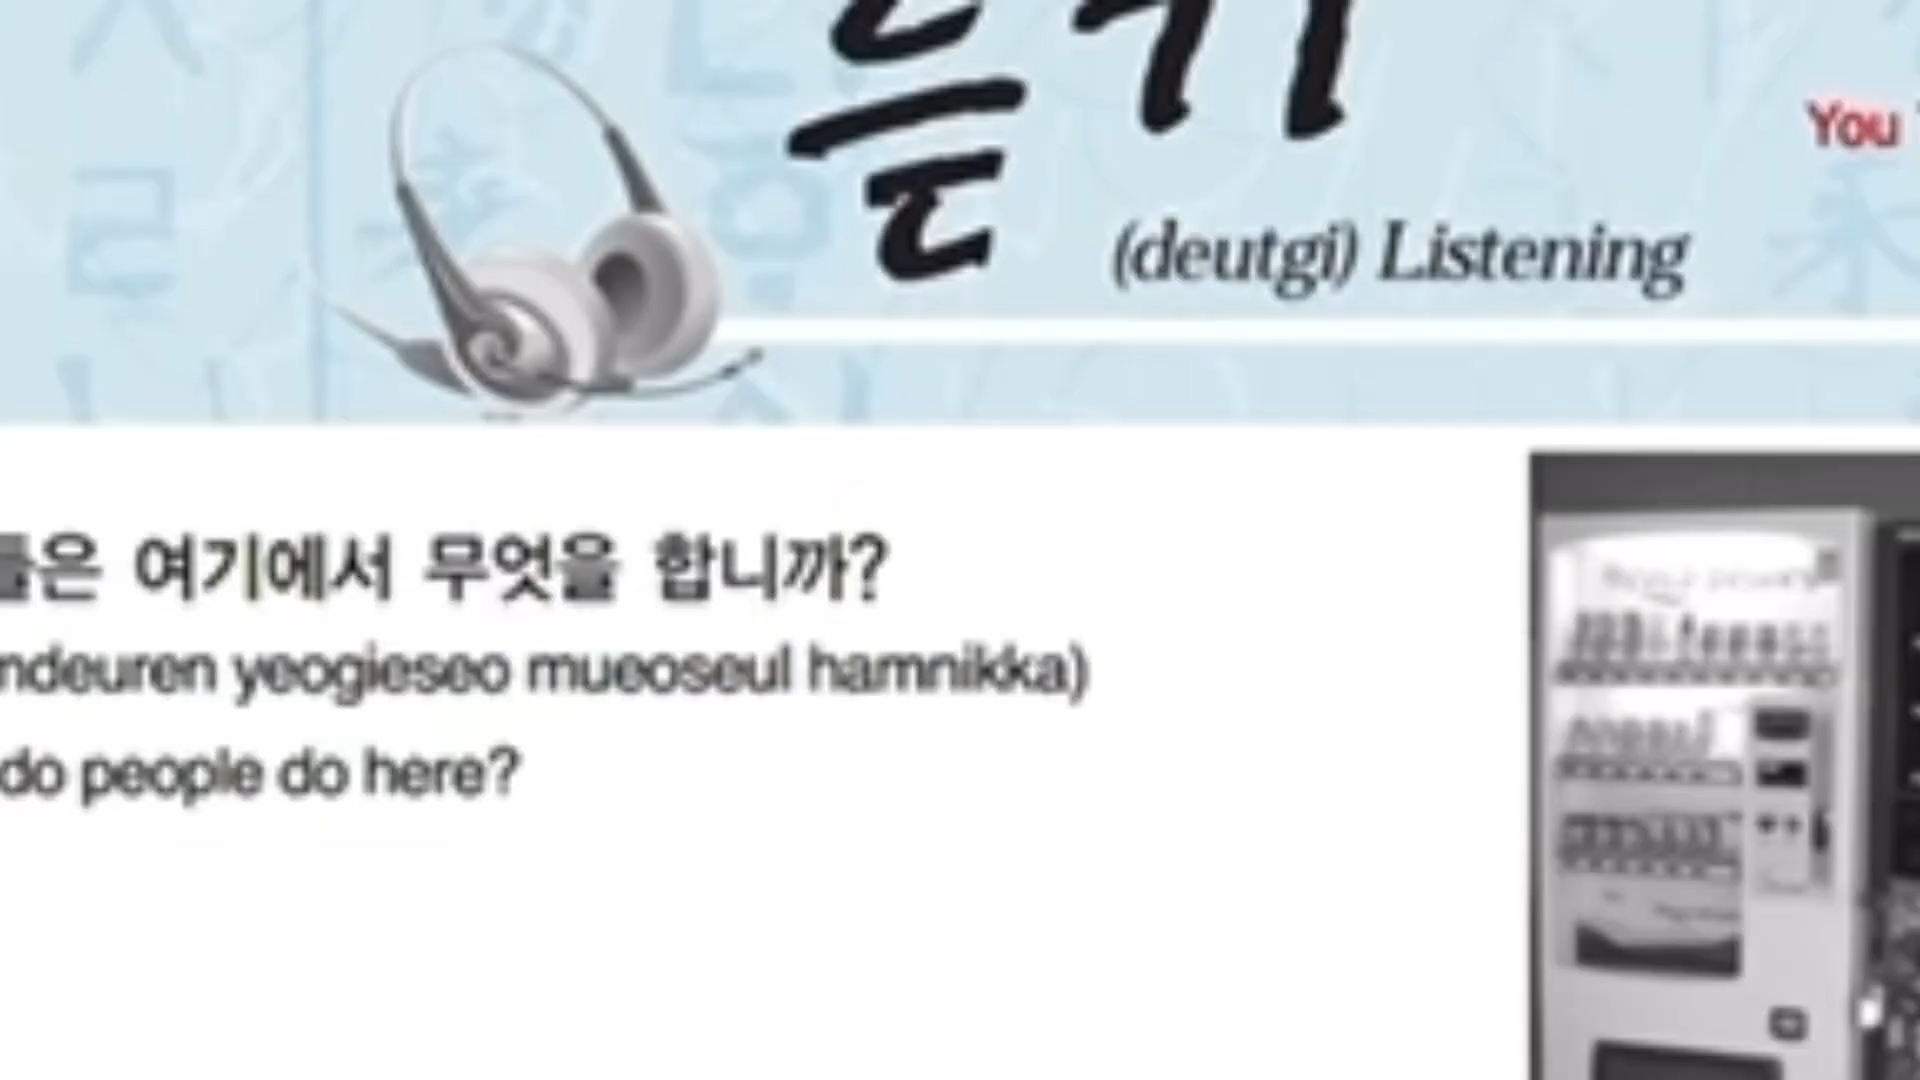 듣기
You
(deutgi) Listening
들은 여기에서 무엇을 합니까?
ndeuren yeogieseo mueoseul hamnikka)
do people do here?